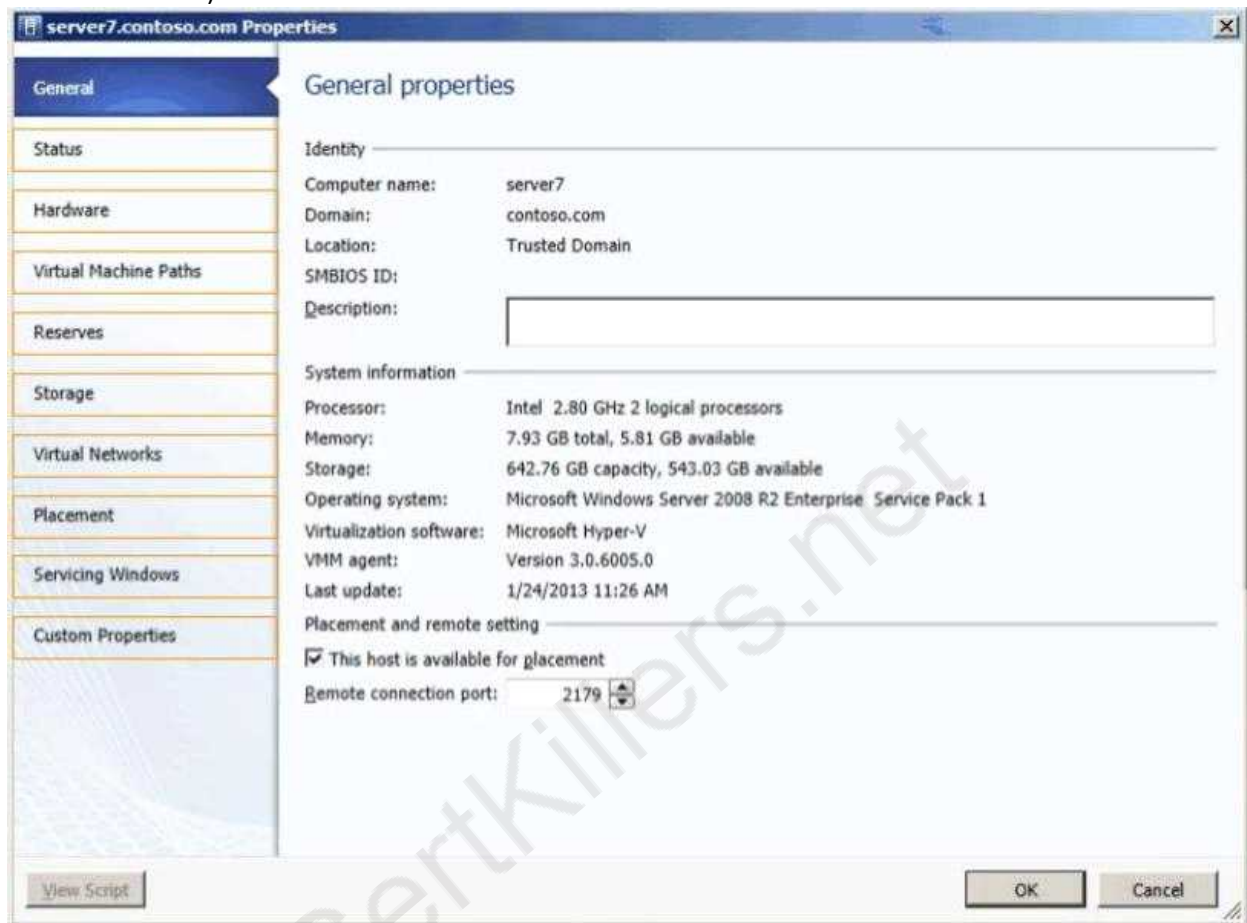 server7.contoso.com Properties
General
Status
Hardware
Virtual Machine Paths
Reserves
Storage
Virtual Networks
Placement
Servicing Windows
Custom Properties
General properties
Identity
Computer name: server7
Domain: contoso.com
Location: Trusted Domain
SMBIOS ID:
Description:
System information
Processor: Intel 2.80 GHz 2 logical processors
Memory: 7.93 GB total, 5.81 GB available
Storage: 642.76 GB capacity, 543.03 GB available
Operating system: Microsoft Windows Server 2008 R2 Enterprise Service Pack 1
Virtualization software: Microsoft Hyper-V
VMM agent: Version 3.0.6005.0
Last update: 1/24/2013 11:26 AM
Placement and remote setting
This host is available for placement
Remote connection port: 2179
View Script
OK Cancel
ertKillers.net